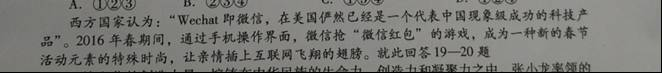 A. ①②③ B. ②③④
西方国家认为：“Wechat 即微信，在美国俨然已经是一个代表中国现象级成功的科技产
品”。2016 年春期间，通过手机操作界面，微信抢“微信红包”的游戏，成为一种新的春节
活动元素的特殊时尚，让亲情插上互联网飞翔的翅膀。就此回答19—20 题